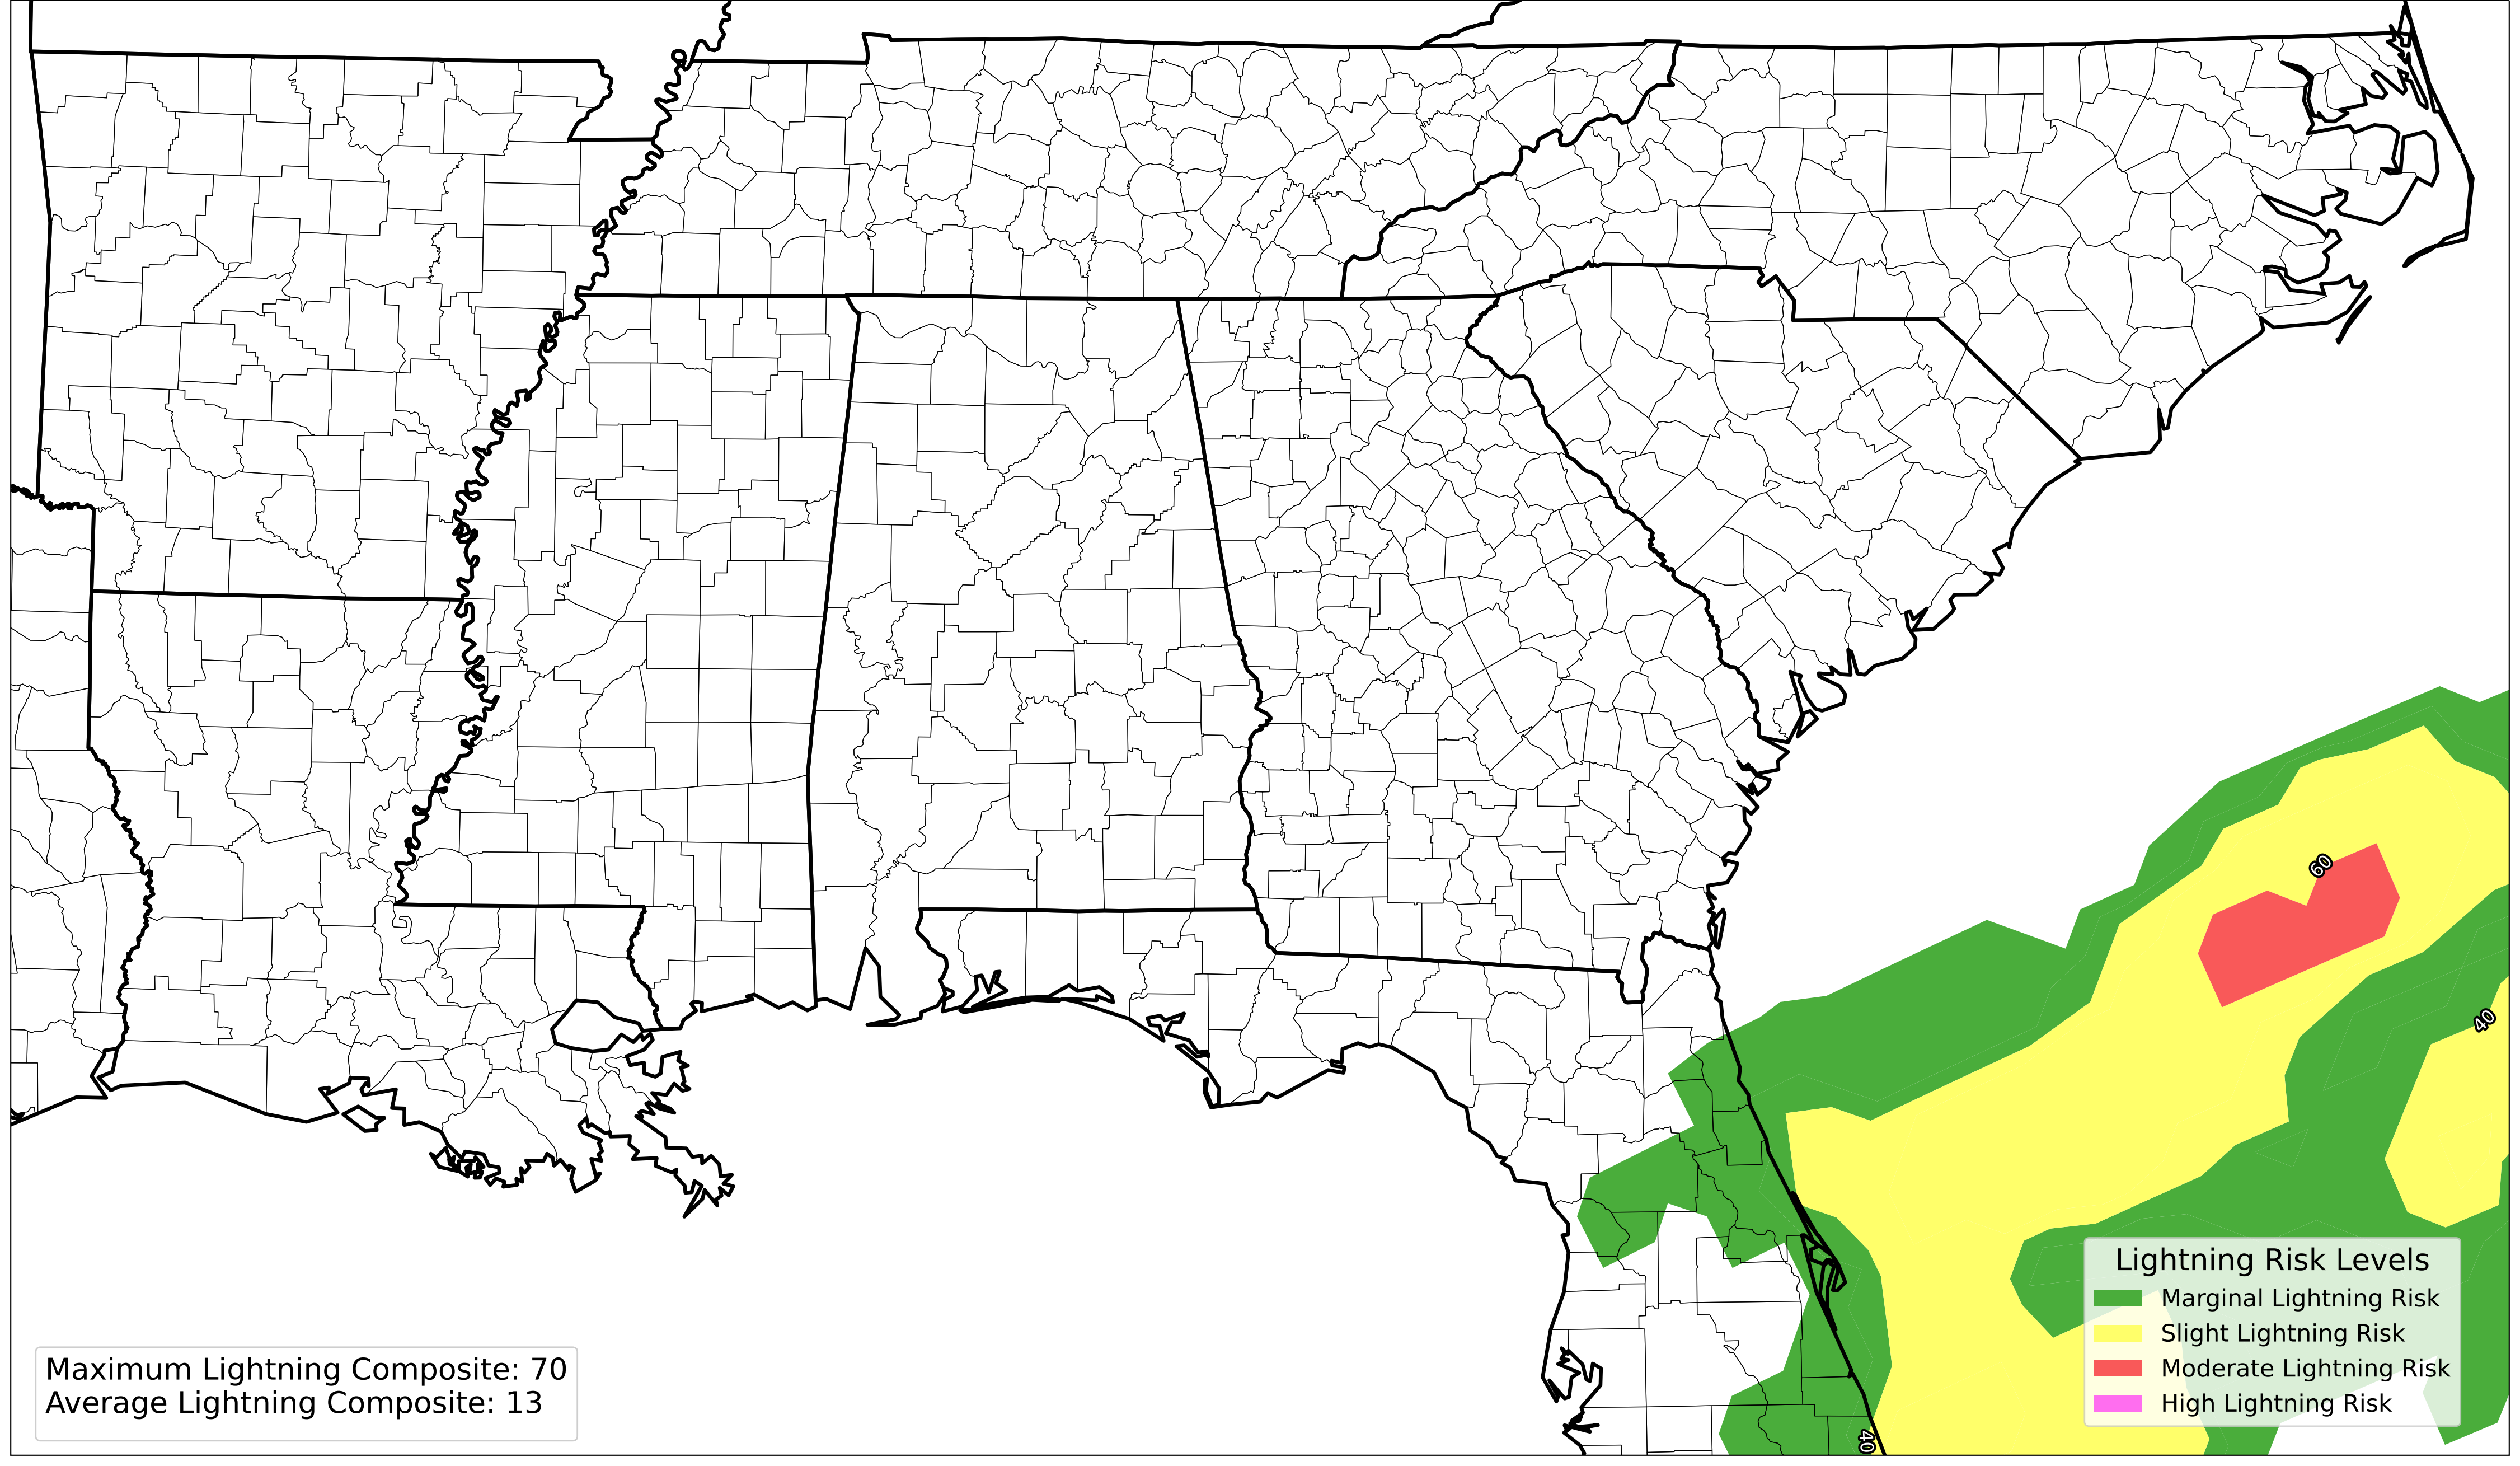 60
40
Lightning Risk Levels
Marginal Lightning Risk
Slight Lightning Risk
Moderate Lightning Risk
High Lightning Risk
Maximum Lightning Composite: 70
Average Lightning Composite: 13
40